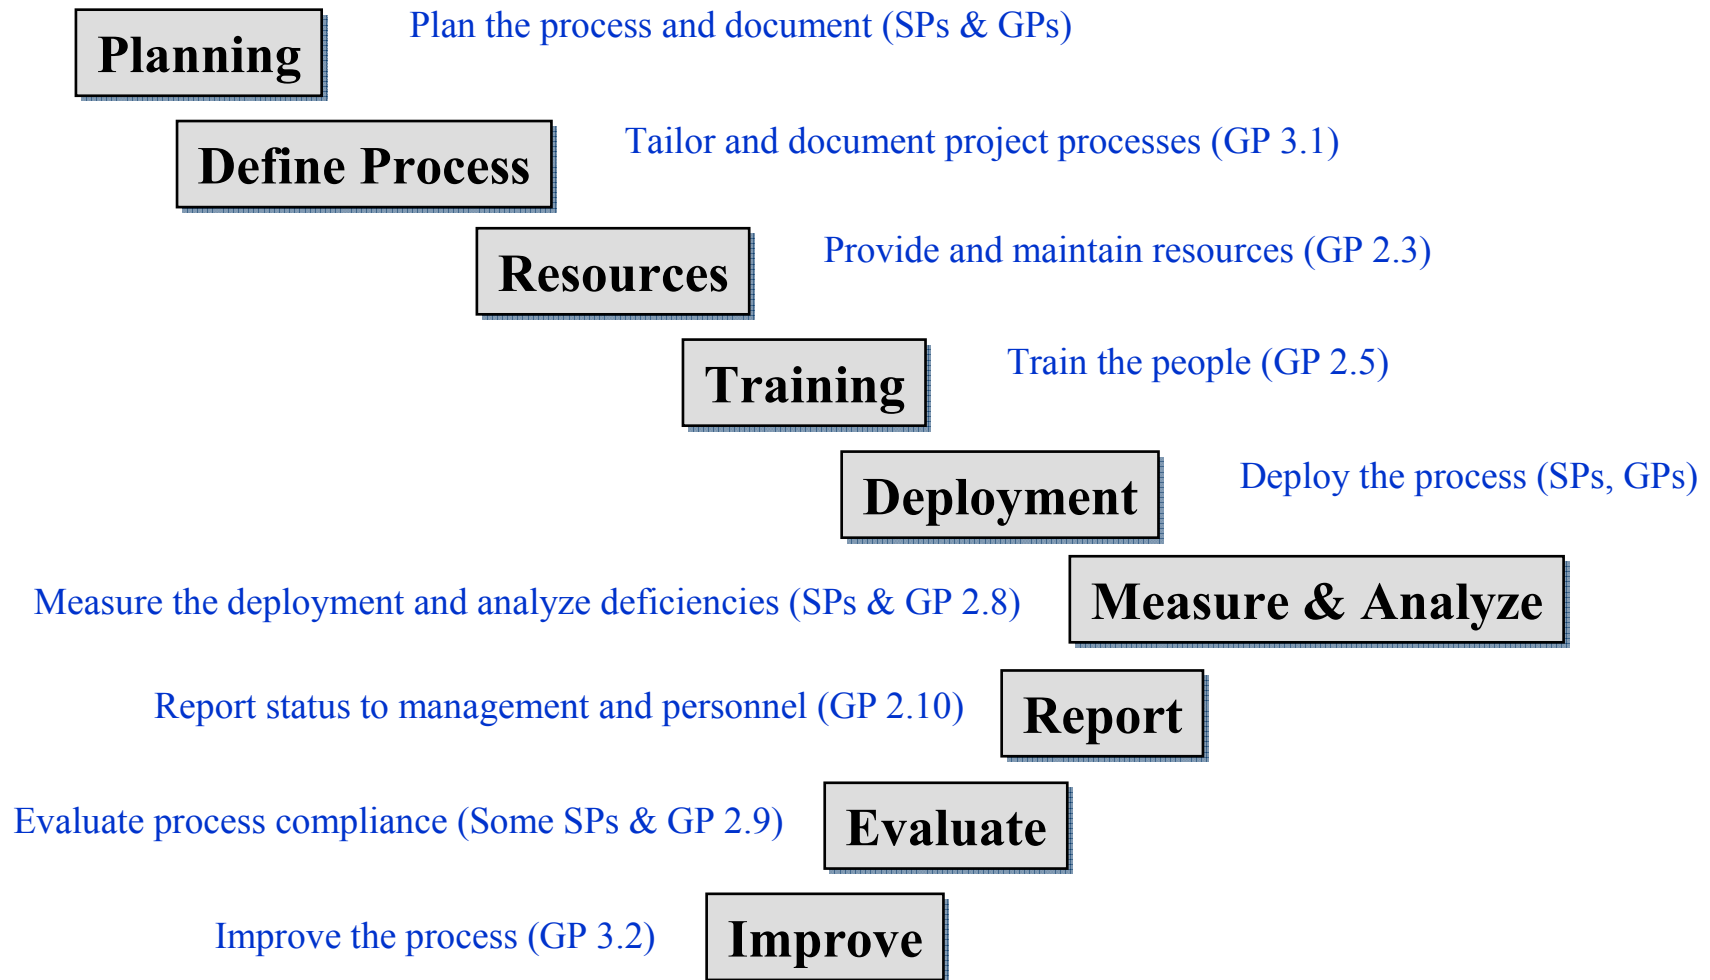 Planning
Plan the process and document (SPs & GPs)
Define Process
Tailor and document project processes (GP 3.1)
Resources
Provide and maintain resources (GP 2.3)
Training
Train the people (GP 2.5)
Deployment
Deploy the process (SPs, GPs)
Measure the deployment and analyze deficiencies (SPs & GP 2.8)
Measure & Analyze
Report status to management and personnel (GP 2.10)
Report
Evaluate process compliance (Some SPs & GP 2.9)
Evaluate
Improve the process (GP 3.2)
Improve